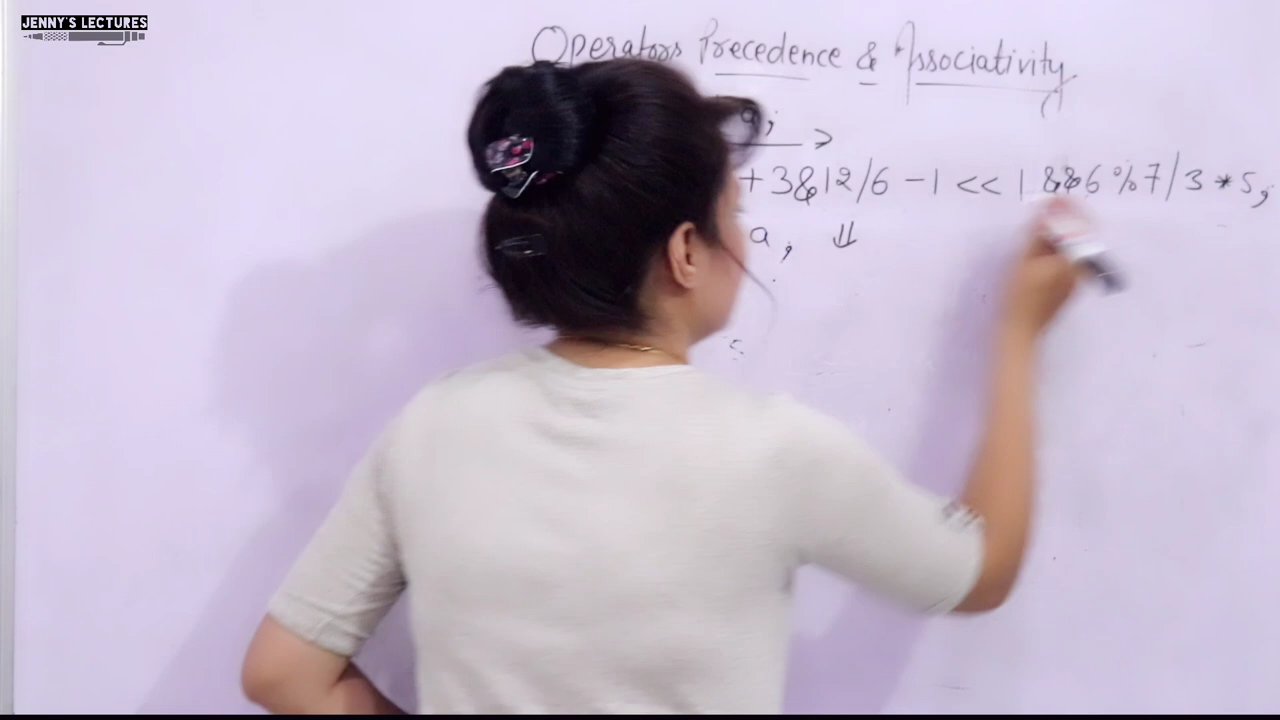 JENNY'S LECTURES
Operators Precedence & Associativity
a;
+3&12/6-1<<1&&6%7/3*5;
a;